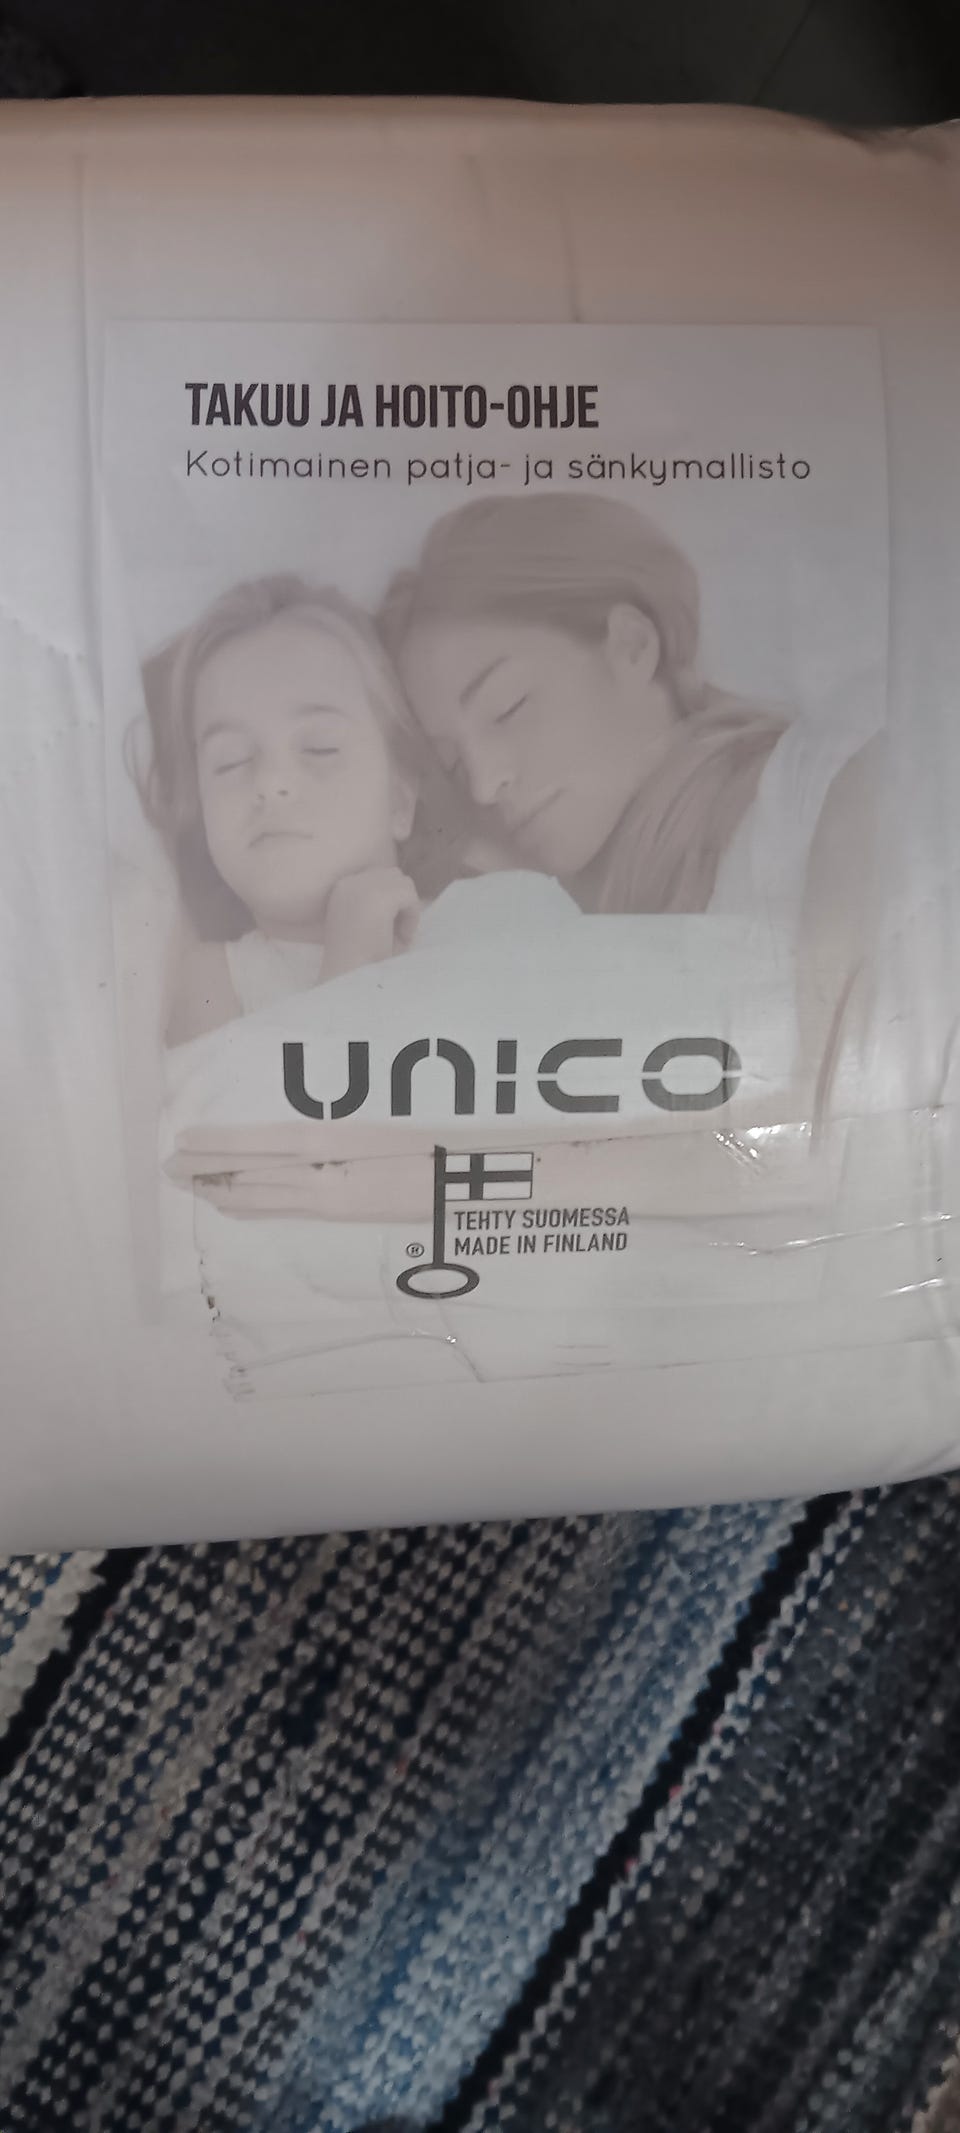 TAKUU JA HOITO-OHJE
Kotimainen patja- ja sänkymallisto
UNICO
TEHTY SUOMESSA
® MADE IN FINLAND